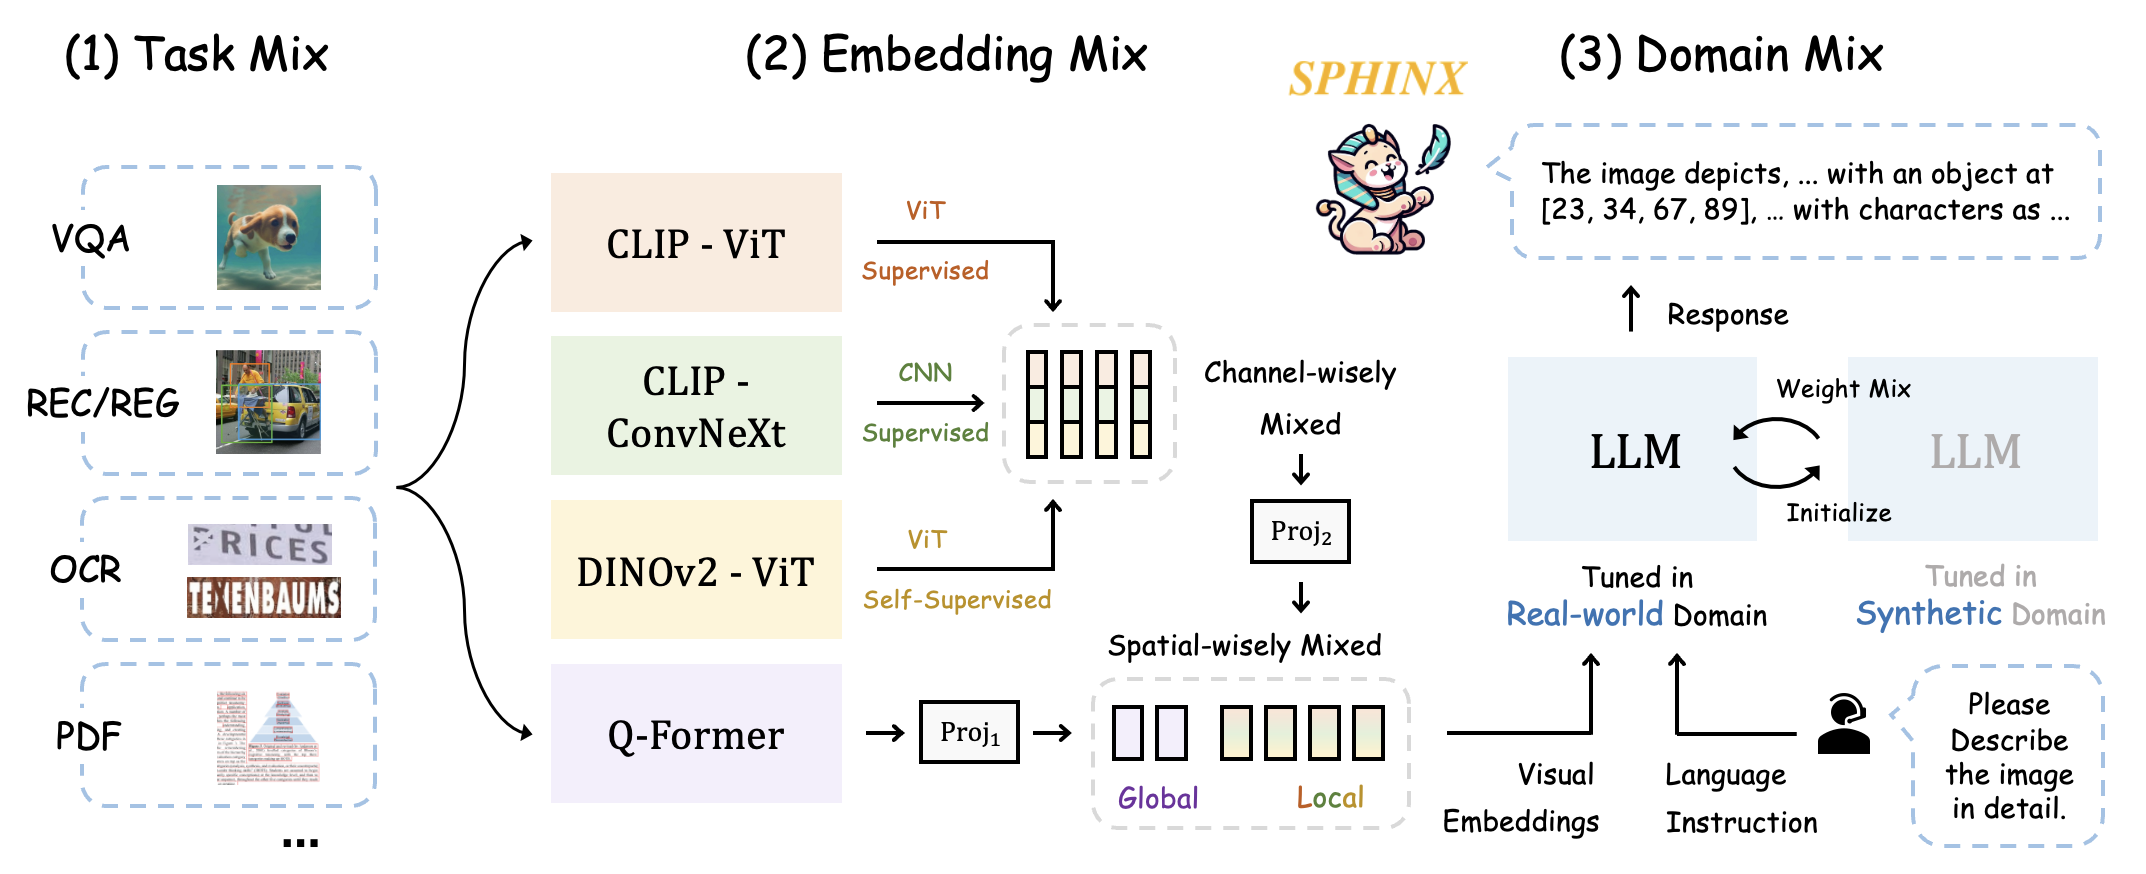 (1) Task Mix
VQA
REC/REG
OCR
RICES
TEXENBAUMS
PDF
...
(2) Embedding Mix
CLIP - ViT
CLIP -
ConvNeXt
DINOv2 - ViT
Q-Former
ViT
Supervised
CNN
Supervised
ViT
Self-Supervised
Channel-wisely
Mixed
Proj₂
Spatial-wisely Mixed
Proj₁
Global
Local
SPHINX
(3) Domain Mix
The image depicts, ... with an object at
[23, 34, 67, 89], ... with characters as ...
Response
LLM
Weight Mix
Initialize
LLM
Tuned in
Real-world Domain
Tuned in
Synthetic Domain
Visual
Embeddings
Language
Instruction
Please
Describe
the image
in detail.